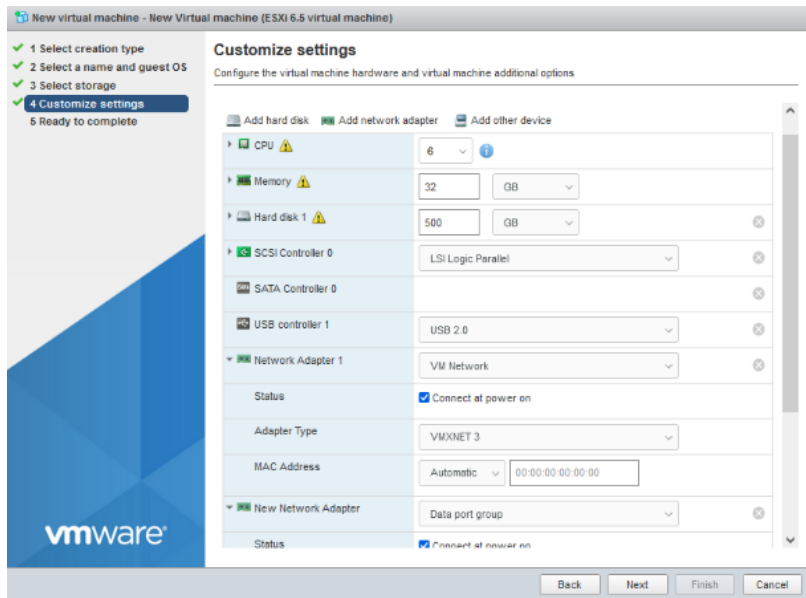 New virtual machine - New Virtual machine (ESXi 6.5 virtual machine)
1 Select creation type
2 Select a name and guest OS
3 Select storage
4 Customize settings
5 Ready to complete
Customize settings
Configure the virtual machine hardware and virtual machine additional options
Add hard disk Add network adapter Add other device
CPU 6
Memory 32 GB
Hard disk 1 500 GB
SCSI Controller 0 LSI Logic Parallel
SATA Controller 0
USB controller 1 USB 2.0
Network Adapter 1 VM Network
Status Connect at power on
Adapter Type VMXNET 3
MAC Address Automatic 00:00:00:00:00:00
New Network Adapter Data port group
Status Connect at power on
vmware
Back Next Finish Cancel